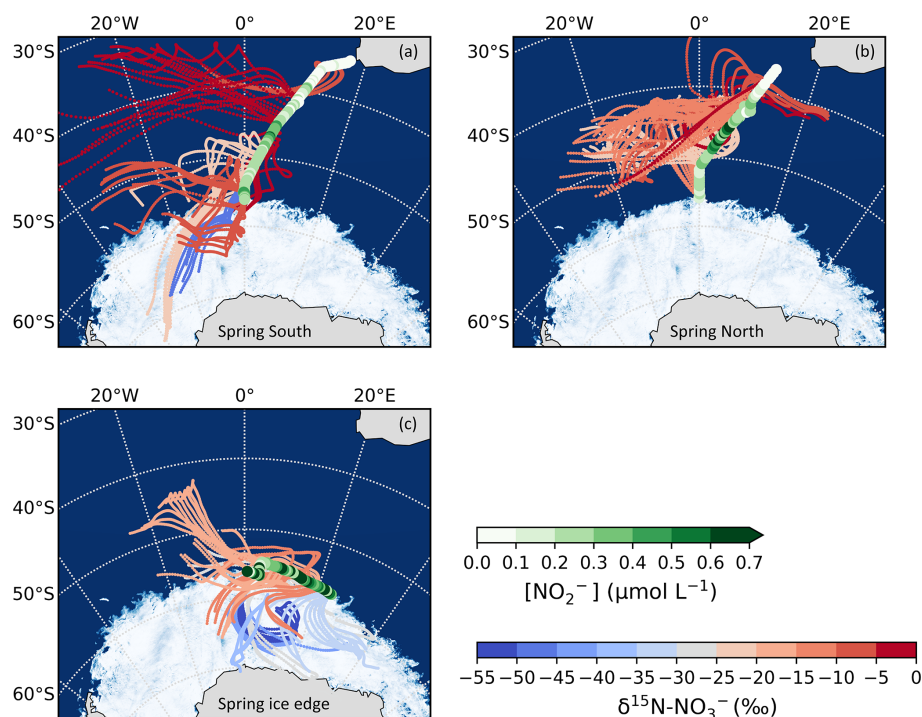 20°W 0° 20°E
30°S
40°S
50°S
60°S
(a)
Spring South
20°W 0° 20°E
30°S
40°S
50°S
60°S
(b)
Spring North
20°W 0° 20°E
30°S
40°S
50°S
60°S
(c)
Spring ice edge
0.0 0.1 0.2 0.3 0.4 0.5 0.6 0.7
[NO₂⁻] (μmol L⁻¹)
−55 −50 −45 −40 −35 −30 −25 −20 −15 −10 −5 0
δ¹⁵N-NO₃⁻ (‰)